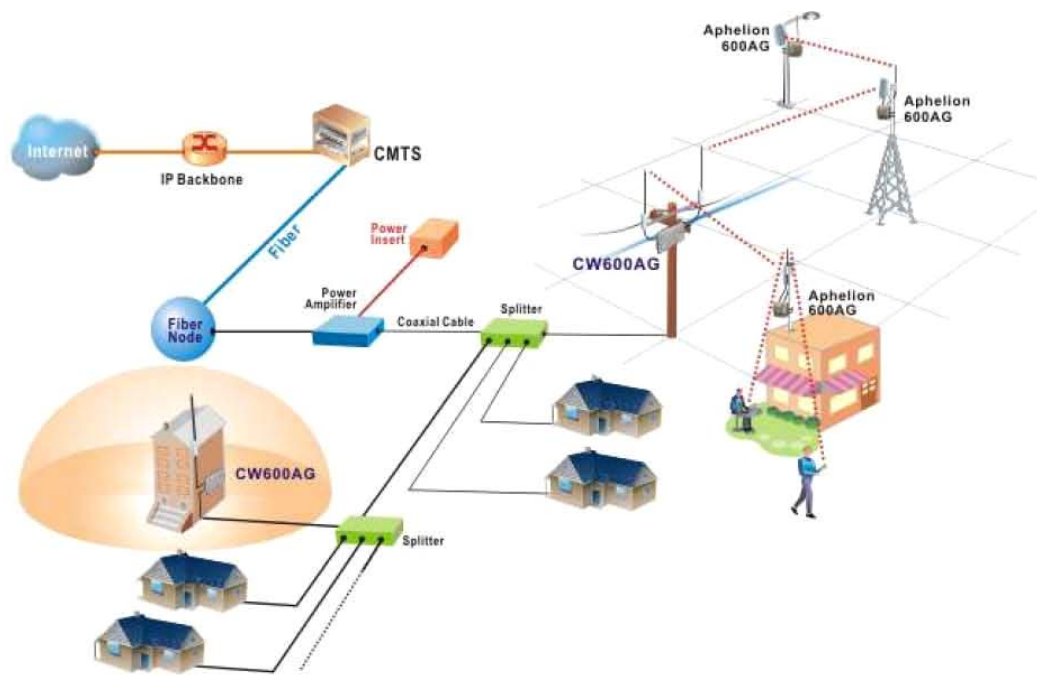 Aphelion
600AG
Aphelion
600AG
Internet
IP Backbone
CMTS
Fiber
Power
Insert
CW600AG
Power
Amplifier
Coaxial Cable
Splitter
Aphelion
600AG
Fiber
Node
CW600AG
Splitter